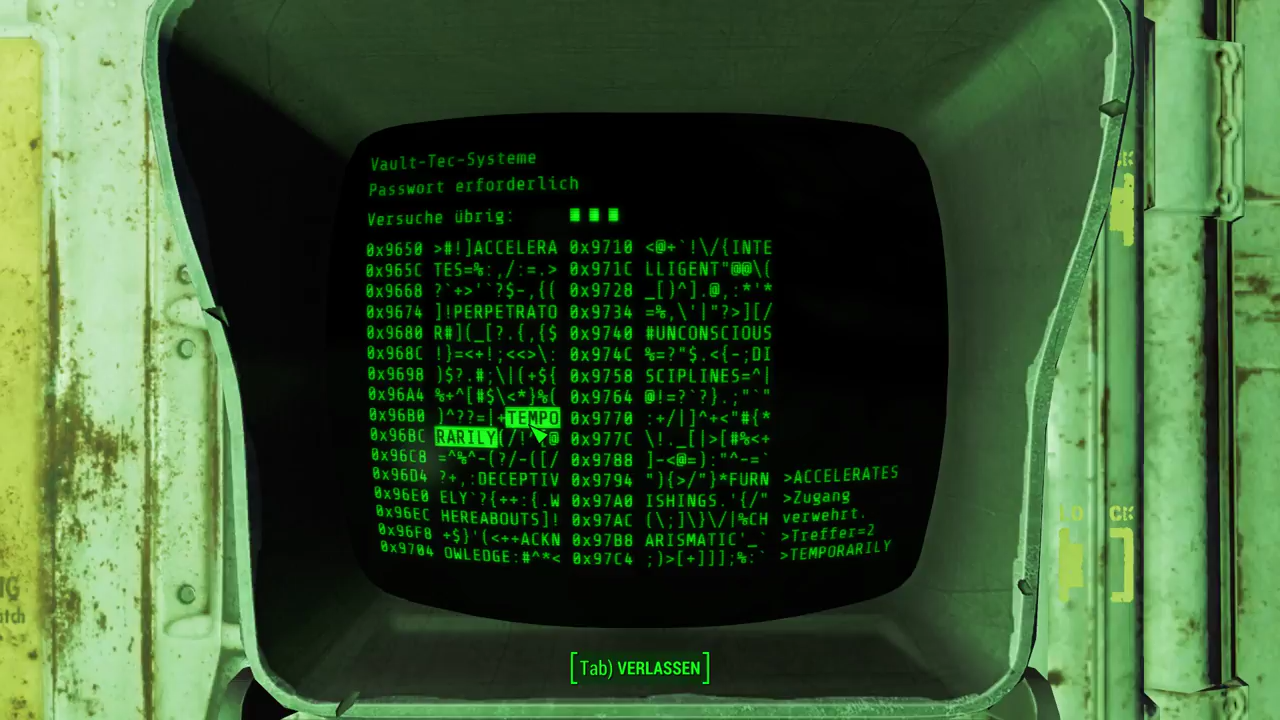 Vault-Tec-Systeme
Passwort erforderlich
Versuche übrig: ■ ■ ■
0x9650 >#!]ACCELERA 0x9710 <@+`!\/{INTE
0x965C TES=%:,/:=.> 0x971C LLIGENT"@@\(
0x9668 ?`+>'`?$-,{( 0x9728 _[)^],@,:*'*
0x9674 ]!PERPETRATO 0x9734 =%,\'|"?>][/
0x9680 R#](_[?.{,{$ 0x9740 #UNCONSCIOUS
0x968C !}=<+!;<<>\: 0x974C %=?"$.<{-;DI
0x9698 )$?.#;\|(+${ 0x9758 SCIPLINES=^|
0x96A4 %+^[#$\<*}%( 0x9764 @!=?`?}.;"`"
0x96B0 )^??=|+TEMPO 0x9770 :+/|]^+<"#{*
0x96BC RARILY(/!^ @ 0x977C \!._[|>[#%<+
0x96C8 =^%^-(?/-([/ 0x9788 ]-<@=):"^-=`
0x96D4 ?+,:DECEPTIV 0x9794 "){>/"}*FURN
0x96E0 ELY`?{++:{.W 0x97A0 ISHINGS.'{/"
0x96EC HEREABOUTS]! 0x97AC (\;]\}\/|%CH
0x96F8 +$}'(<++ACKN 0x97B8 ARISMATIC'_`
0x9704 OWLEDGE:#^*< 0x97C4 ;)>[+]]];%:`
>ACCELERATES
>Zugang
verwehrt.
>Treffer=2
>TEMPORARILY
[Tab) VERLASSEN]
LO CK